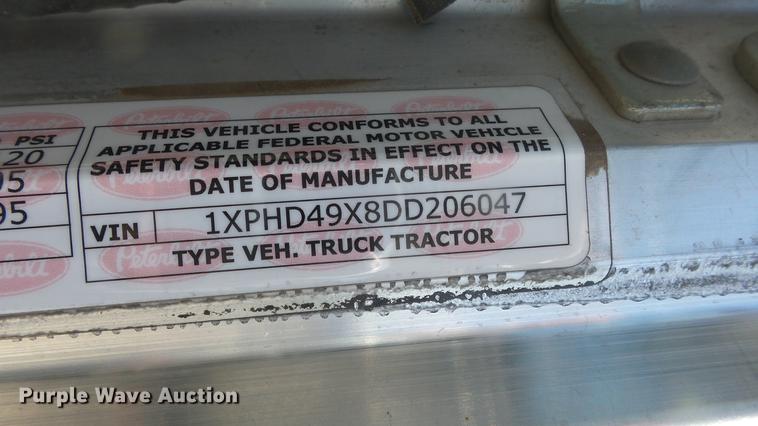 PSI
20
95
95
THIS VEHICLE CONFORMS TO ALL
APPLICABLE FEDERAL MOTOR VEHICLE
SAFETY STANDARDS IN EFFECT ON THE
DATE OF MANUFACTURE
VIN 1XPHD49X8DD206047
TYPE VEH. TRUCK TRACTOR
Peterbilt
Purple Wave Auction